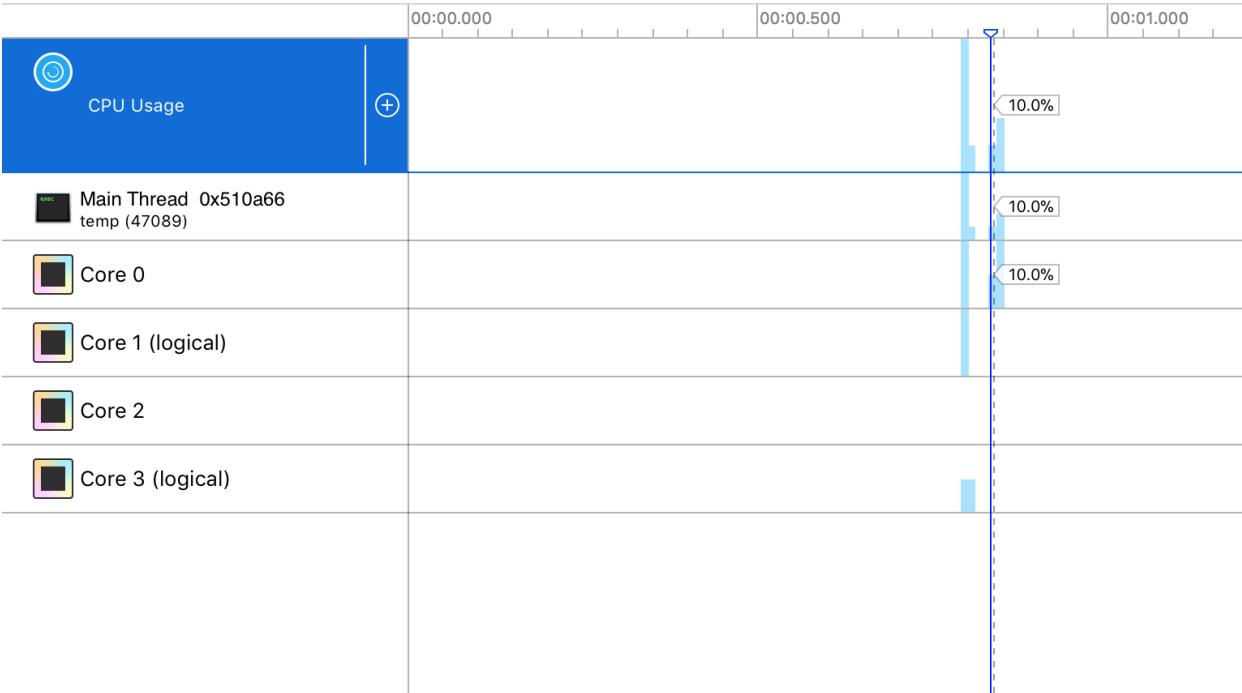 00:00.000 00:00.500 00:01.000
CPU Usage
10.0%
Main Thread 0x510a66
temp (47089)
10.0%
Core 0
10.0%
Core 1 (logical)
Core 2
Core 3 (logical)